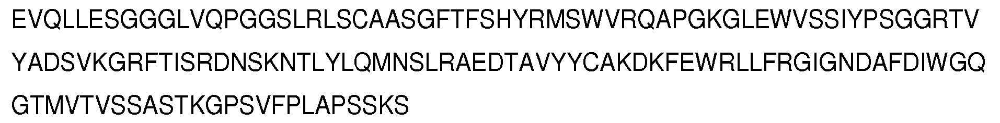 EVQLLESGGGLVQPGGSLRLSCAASGFTFSHYRMSWVRQAPGKGLEWVSSIYPSGGRTV
YADSVKGRFTISRDNSKNTLYLQMNSLRAEDTAVYYCAKDKFEWRLLFRGIGNDAFDIWGQ
GTMVTVSSASTKGPSVFPLAPSSKS